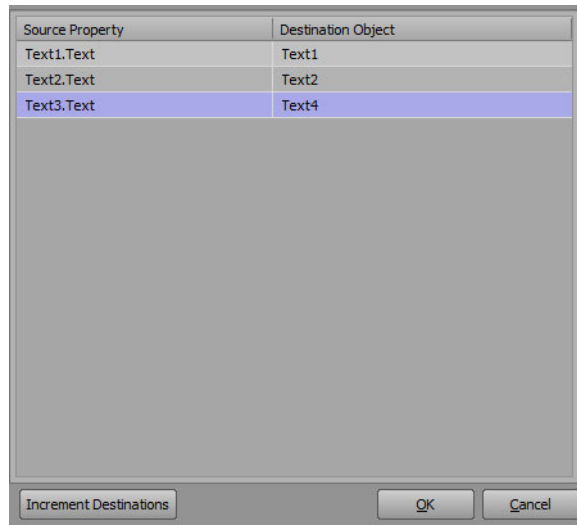 Source Property Destination Object
Text1.Text Text1
Text2.Text Text2
Text3.Text Text4
Increment Destinations OK Cancel